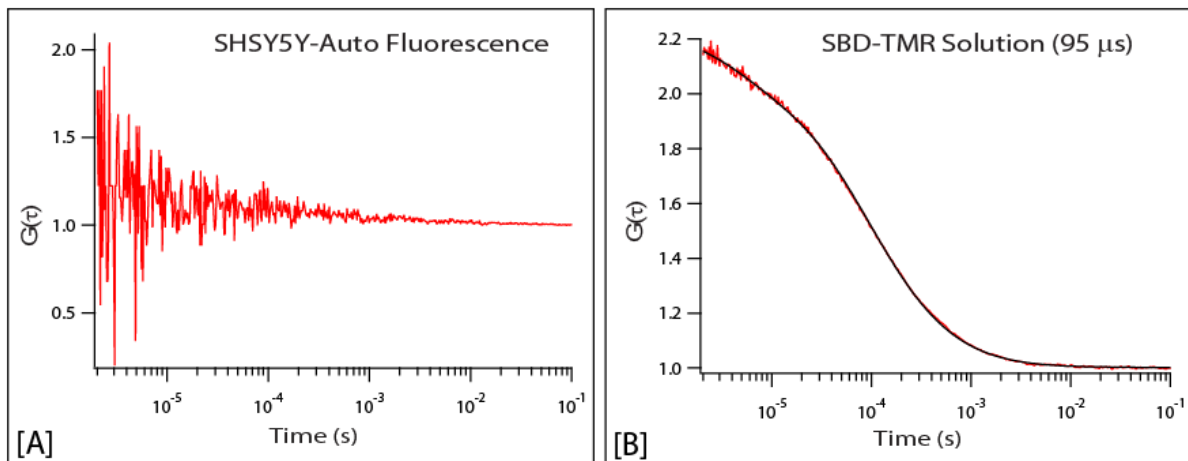 SHSY5Y-Auto Fluorescence
2.0
1.5
1.0
0.5
G(τ)
10-5 10-4 10-3 10-2 10-1
Time (s)
[A]
SBD-TMR Solution (95 μs)
2.2
2.0
1.8
1.6
1.4
1.2
1.0
G(τ)
10-5 10-4 10-3 10-2 10-1
Time (s)
[B]